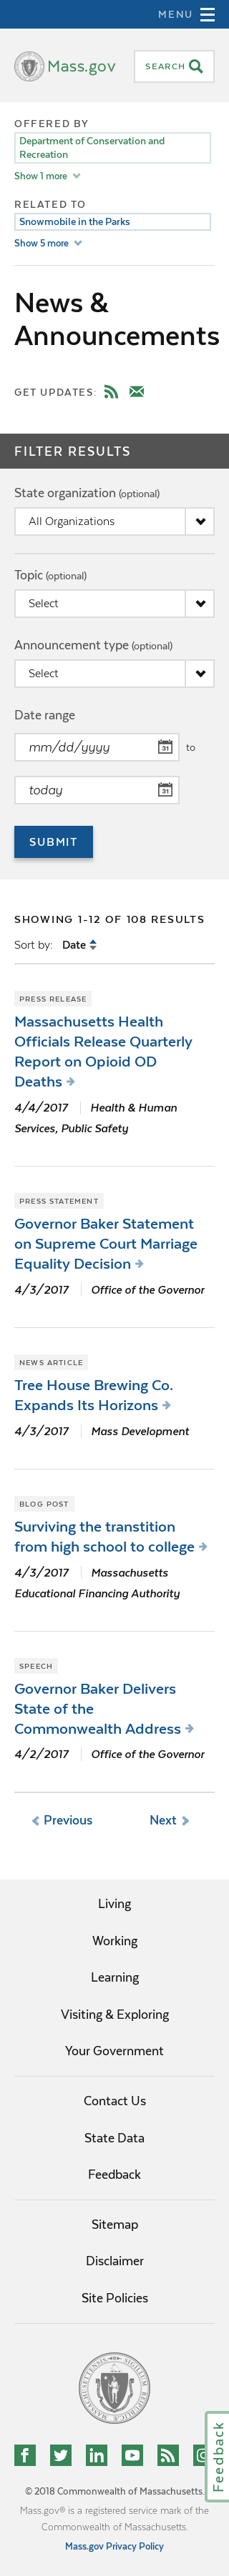 MENU
Mass.gov
SEARCH
OFFERED BY
Department of Conservation and
Recreation
Show 1 more
RELATED TO
Snowmobile in the Parks
Show 5 more
News &
Announcements
GET UPDATES:
FILTER RESULTS
State organization (optional)
All Organizations
Topic (optional)
Select
Announcement type (optional)
Select
Date range
mm/dd/yyyy
31
to
today
31
SUBMIT
SHOWING 1-12 OF 108 RESULTS
Sort by: Date
PRESS RELEASE
Massachusetts Health
Officials Release Quarterly
Report on Opioid OD
Deaths
4/4/2017 Health & Human
Services, Public Safety
PRESS STATEMENT
Governor Baker Statement
on Supreme Court Marriage
Equality Decision
4/3/2017 Office of the Governor
NEWS ARTICLE
Tree House Brewing Co.
Expands Its Horizons
4/3/2017 Mass Development
BLOG POST
Surviving the transtition
from high school to college
4/3/2017 Massachusetts
Educational Financing Authority
SPEECH
Governor Baker Delivers
State of the
Commonwealth Address
4/2/2017 Office of the Governor
Previous Next
Living
Working
Learning
Visiting & Exploring
Your Government
Contact Us
State Data
Feedback
Sitemap
Disclaimer
Site Policies
Feedback
© 2018 Commonwealth of Massachusetts.
Mass.gov® is a registered service mark of the
Commonwealth of Massachusetts.
Mass.gov Privacy Policy